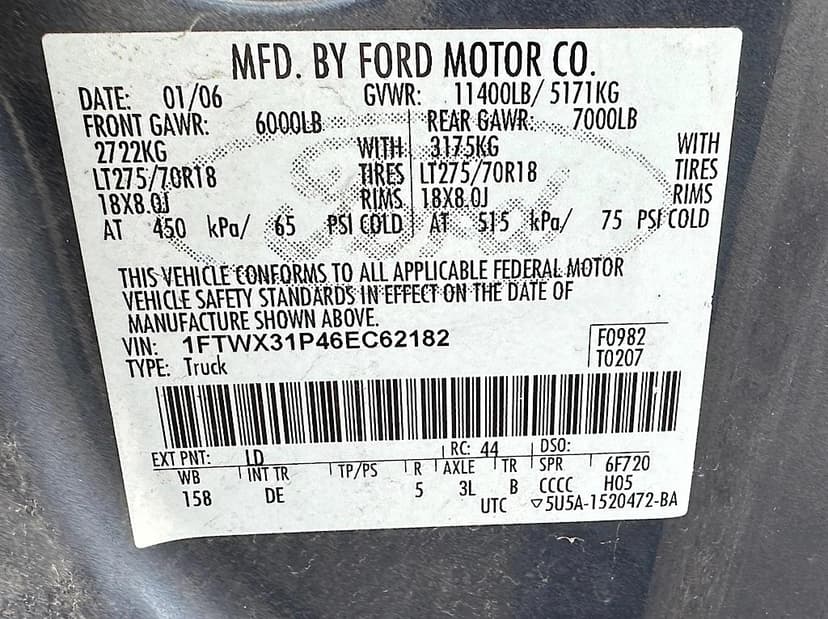 MFD. BY FORD MOTOR CO.
DATE: 01/06 GVWR: 11400LB/ 5171KG
FRONT GAWR: 6000LB REAR GAWR: 7000LB
2722KG WITH 3175KG WITH
LT275/70R18 TIRES LT275/70R18 TIRES
18X8.0J RIMS 18X8.0J RIMS
AT 450 kPa/ 65 PSI COLD AT 515 kPa/ 75 PSI COLD
Ford
THIS VEHICLE CONFORMS TO ALL APPLICABLE FEDERAL MOTOR
VEHICLE SAFETY STANDARDS IN EFFECT ON THE DATE OF
MANUFACTURE SHOWN ABOVE.
VIN: 1FTWX31P46EC62182 F0982
TYPE: Truck T0207
EXT PNT: LD RC: 44 DSO:
WB INT TR TP/PS R AXLE TR SPR 6F720
158 DE 5 3L B CCCC H05
UTC ▽5U5A-1520472-BA